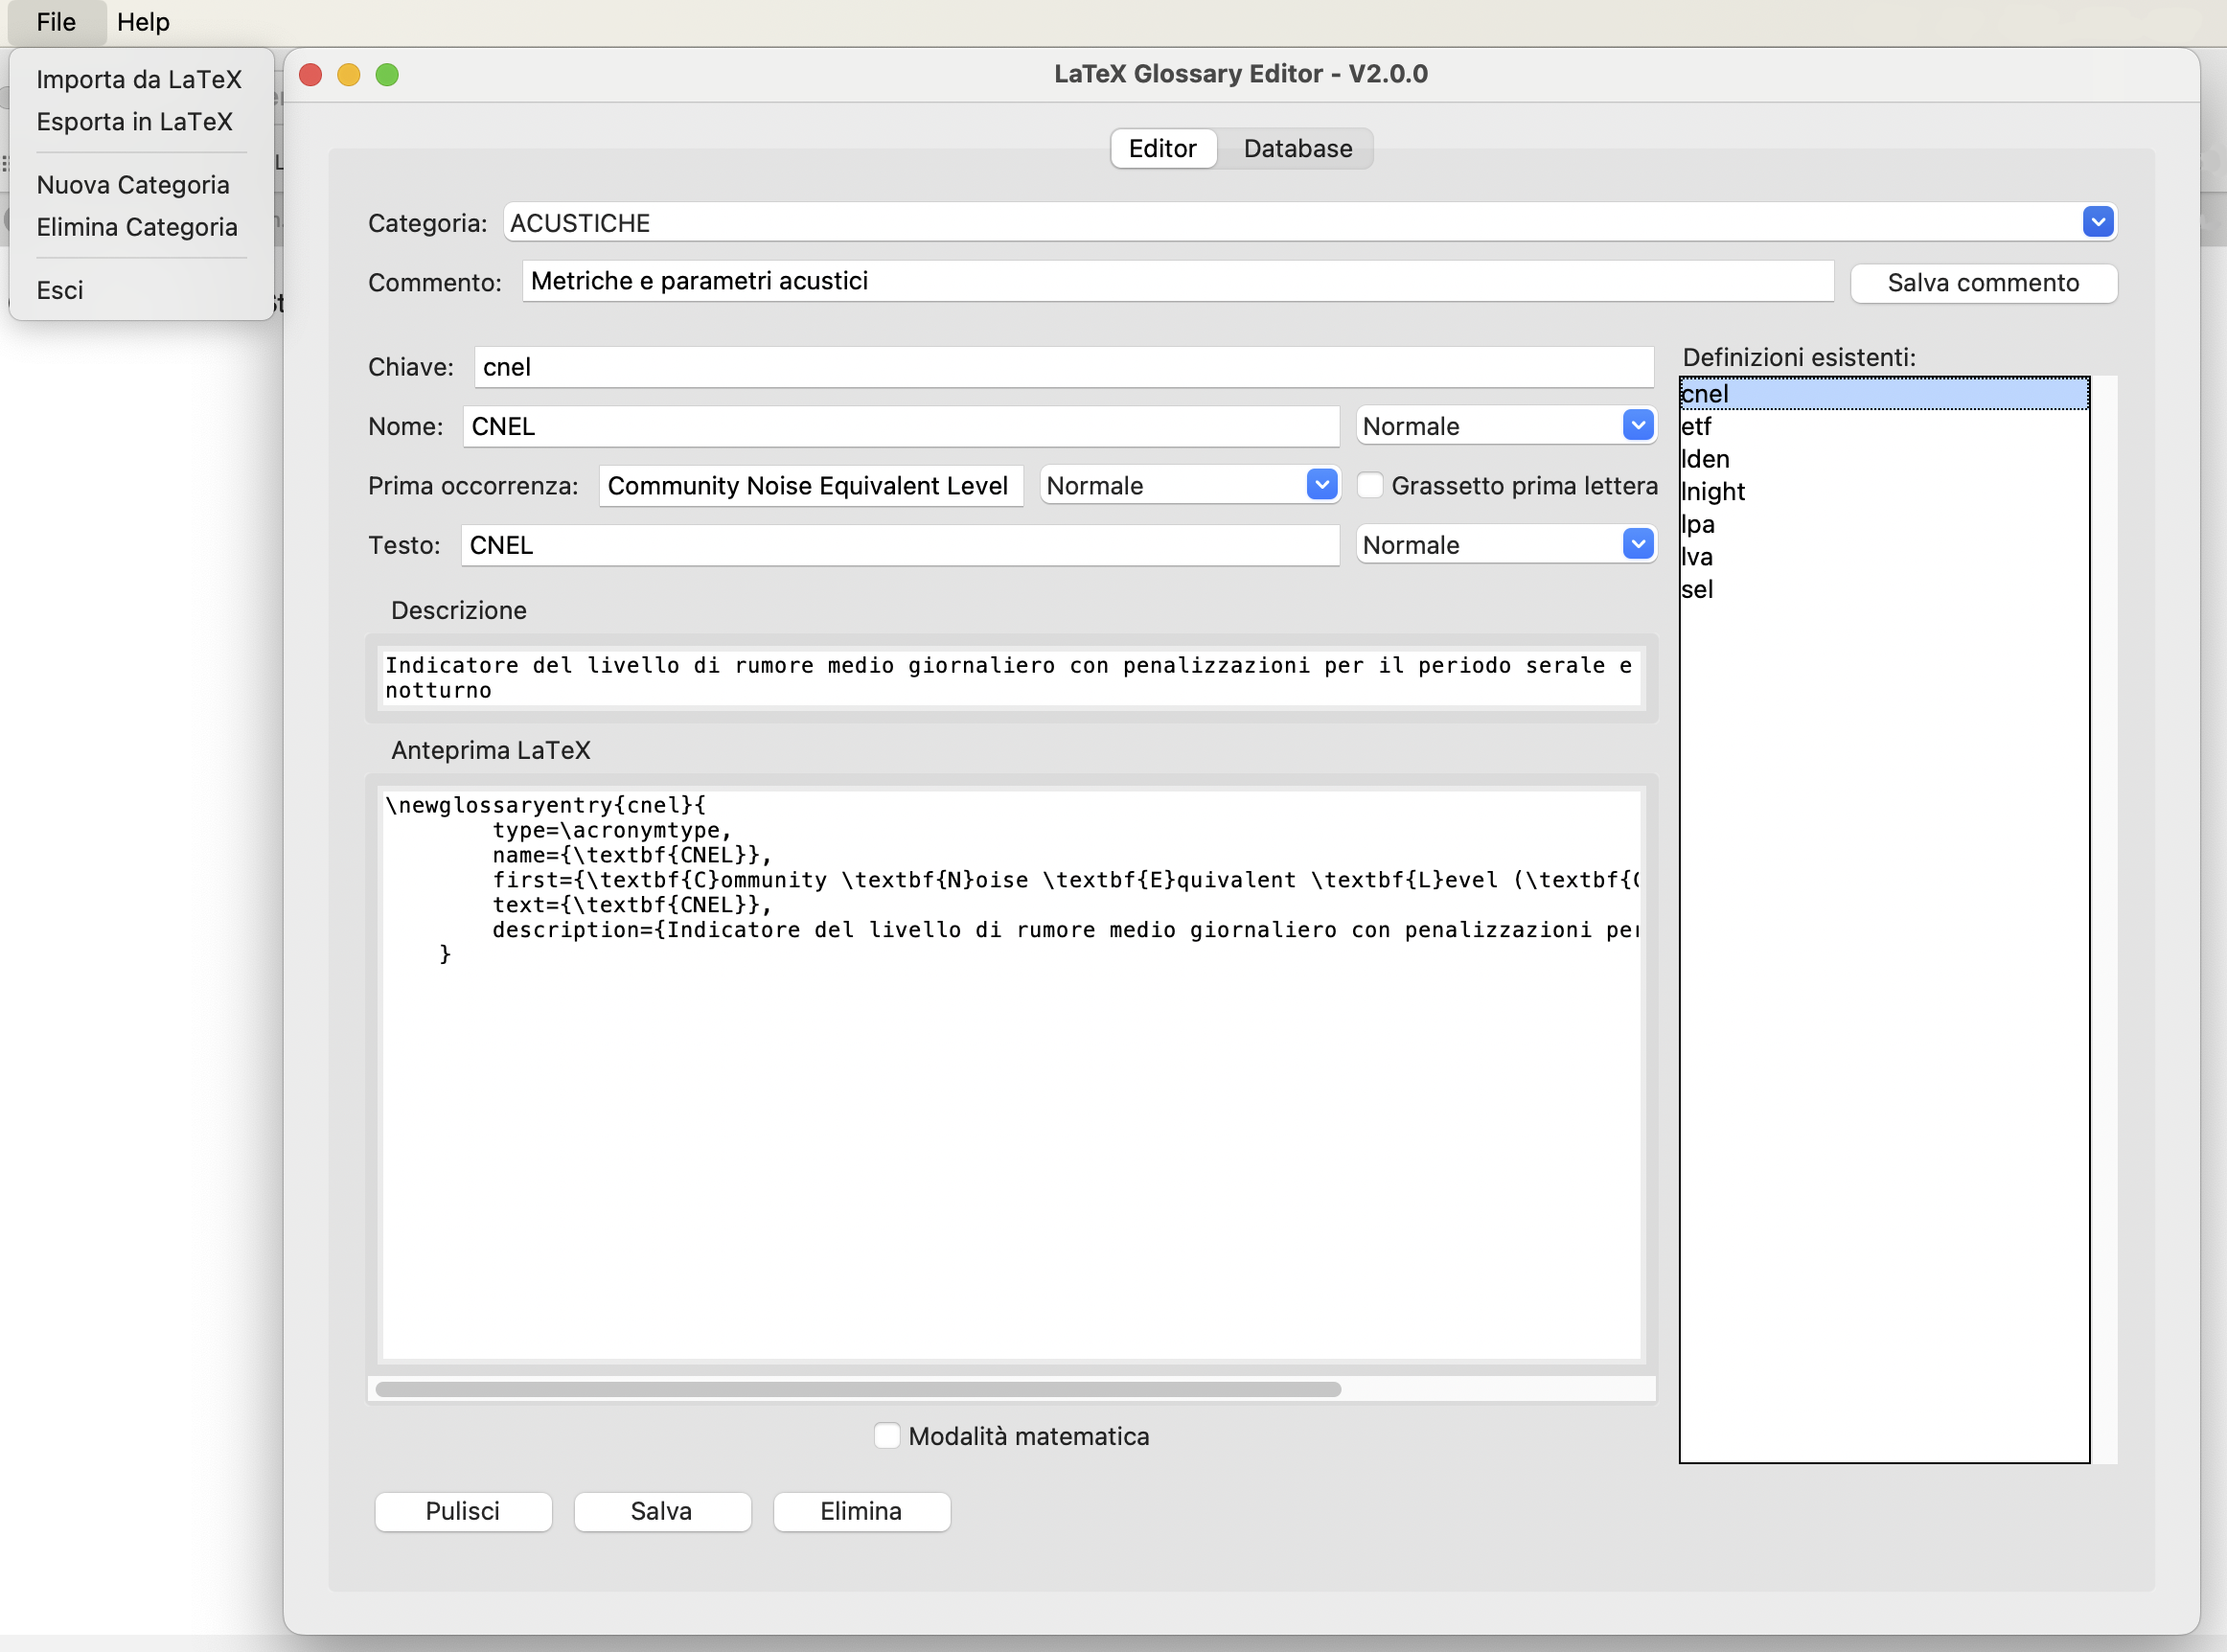 File Help
Importa da LaTeX
Esporta in LaTeX
Nuova Categoria
Elimina Categoria
Esci
LaTeX Glossary Editor - V2.0.0
Editor Database
Categoria: ACUSTICHE
Commento: Metriche e parametri acustici Salva commento
Chiave: cnel
Nome: CNEL Normale
Prima occorrenza: Community Noise Equivalent Level Normale Grassetto prima lettera
Testo: CNEL Normale
Descrizione
Indicatore del livello di rumore medio giornaliero con penalizzazioni per il periodo serale e
notturno
Anteprima LaTeX
\newglossaryentry{cnel}{
type=\acronymtype,
name={\textbf{CNEL}},
first={\textbf{C}ommunity \textbf{N}oise \textbf{E}quivalent \textbf{L}evel (\textbf{
text={\textbf{CNEL}},
description={Indicatore del livello di rumore medio giornaliero con penalizzazioni per
}
Modalità matematica
Pulisci Salva Elimina
Definizioni esistenti:
cnel
etf
lden
lnight
lpa
lva
sel